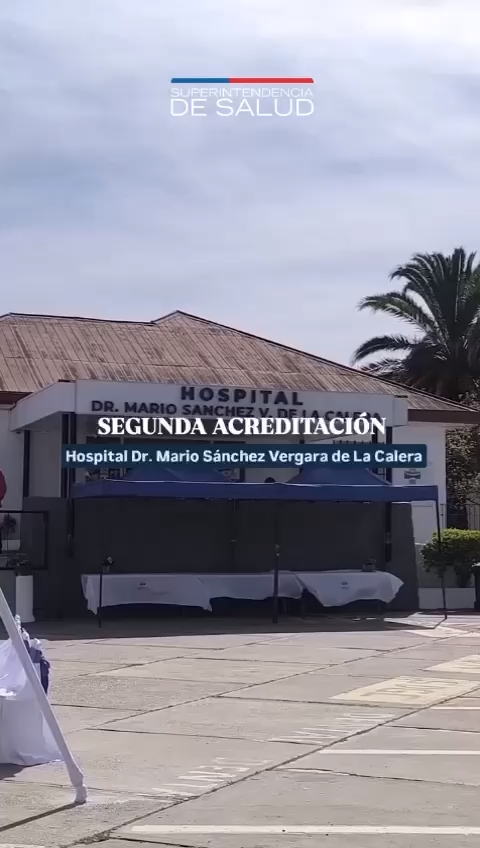 SUPERINTENDENCIA
DE SALUD
HOSPITAL
DR. MARIO SANCHEZ V. DE LA CALERA
SEGUNDA ACREDITACIÓN
Hospital Dr. Mario Sánchez Vergara de La Calera